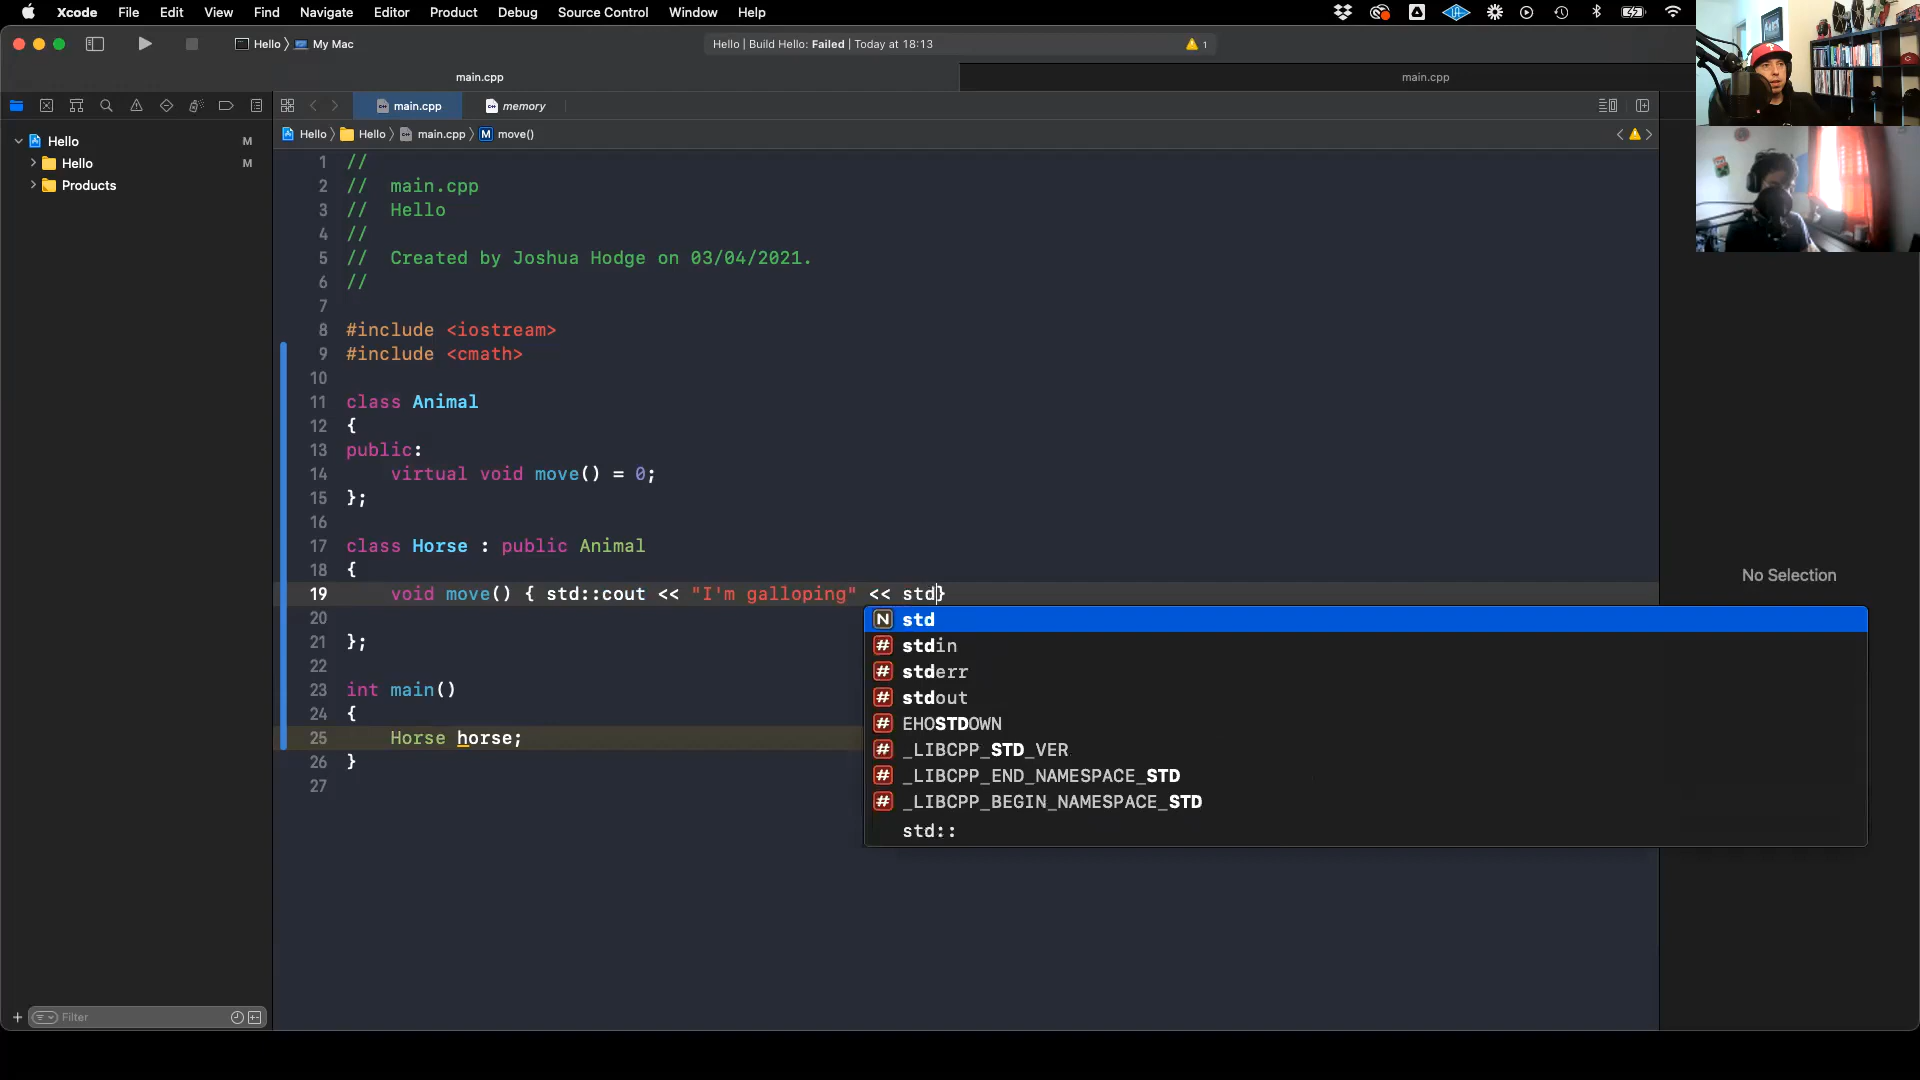 Xcode File Edit View Find Navigate Editor Product Debug Source Control Window Help
Hello My Mac
Hello | Build Hello: Failed | Today at 18:13
1
main.cpp
main.cpp
main.cpp
memory
Hello Hello main.cpp M move()
Hello M
Hello M
Products
1 //
2 // main.cpp
3 // Hello
4 //
5 // Created by Joshua Hodge on 03/04/2021.
6 //
7
8 #include <iostream>
9 #include <cmath>
10
11 class Animal
12 {
13 public:
14 virtual void move() = 0;
15 };
16
17 class Horse : public Animal
18 {
19 void move() { std::cout << "I'm galloping" << std}
20
21 };
22
23 int main()
24 {
25 Horse horse;
26 }
27
N std
# stdin
# stderr
# stdout
# EHOSTDOWN
# _LIBCPP_STD_VER
# _LIBCPP_END_NAMESPACE_STD
# _LIBCPP_BEGIN_NAMESPACE_STD
std::
No Selection
Filter